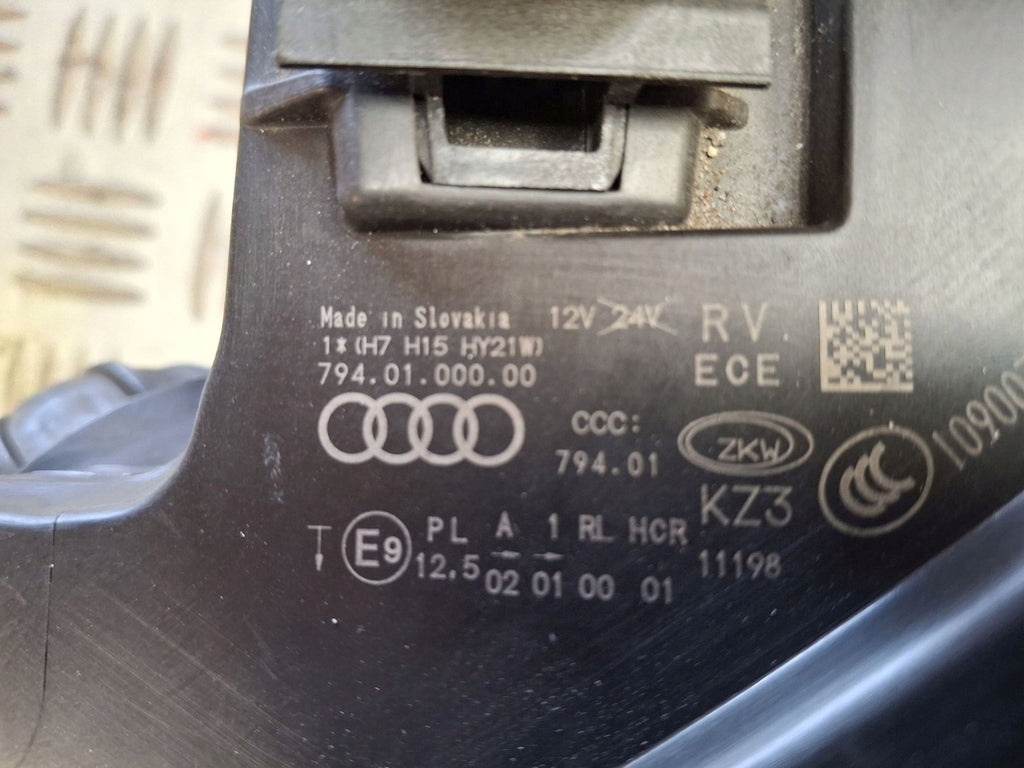 Made in Slovakia 12V 24V RV
1*(H7 H15 HY21W) ECE
794.01.000.00
CCC:
794.01
ZKW
KZ3
E9 PL A 1 RL HCR
12.5 02 01 00 01
11198